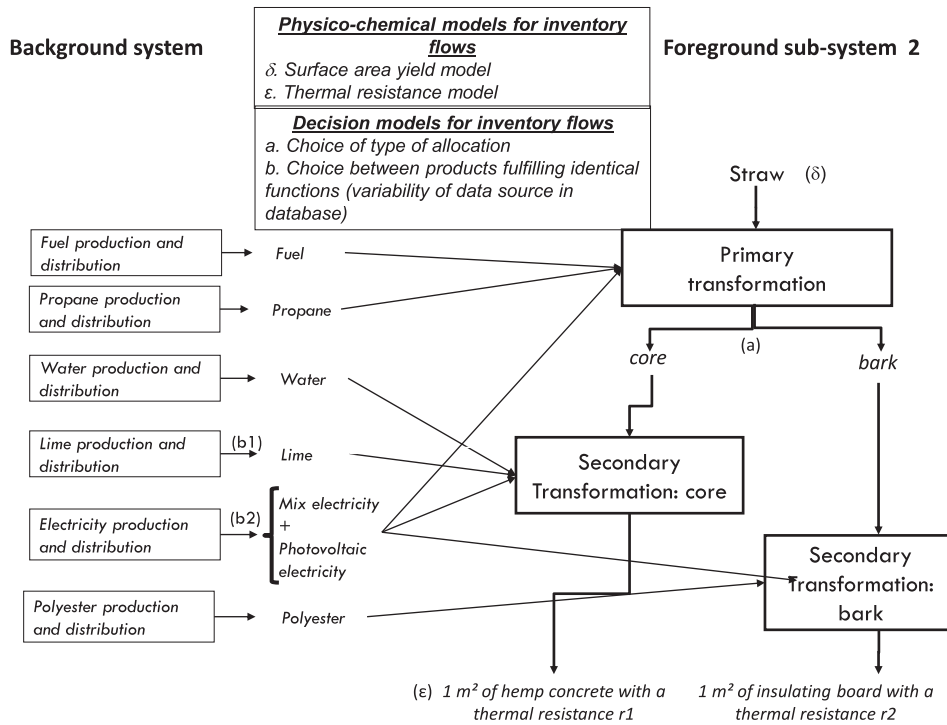 Background system
Physico-chemical models for inventory
flows
δ. Surface area yield model
ε. Thermal resistance model
Foreground sub-system 2
Decision models for inventory flows
a. Choice of type of allocation
b. Choice between products fulfilling identical
functions (variability of data source in
database)
Straw (δ)
Fuel production and
distribution
Fuel
Primary
transformation
Propane production
and distribution
Propane
(a)
core
bark
Water production and
distribution
Water
Lime production and
distribution
(b1)
Lime
Secondary
Transformation: core
Electricity production
and distribution
(b2)
Mix electricity
+
Photovoltaic
electricity
Secondary
Transformation:
bark
Polyester production
and distribution
Polyester
(ε) 1 m² of hemp concrete with a
thermal resistance r1
1 m² of insulating board with a
thermal resistance r2